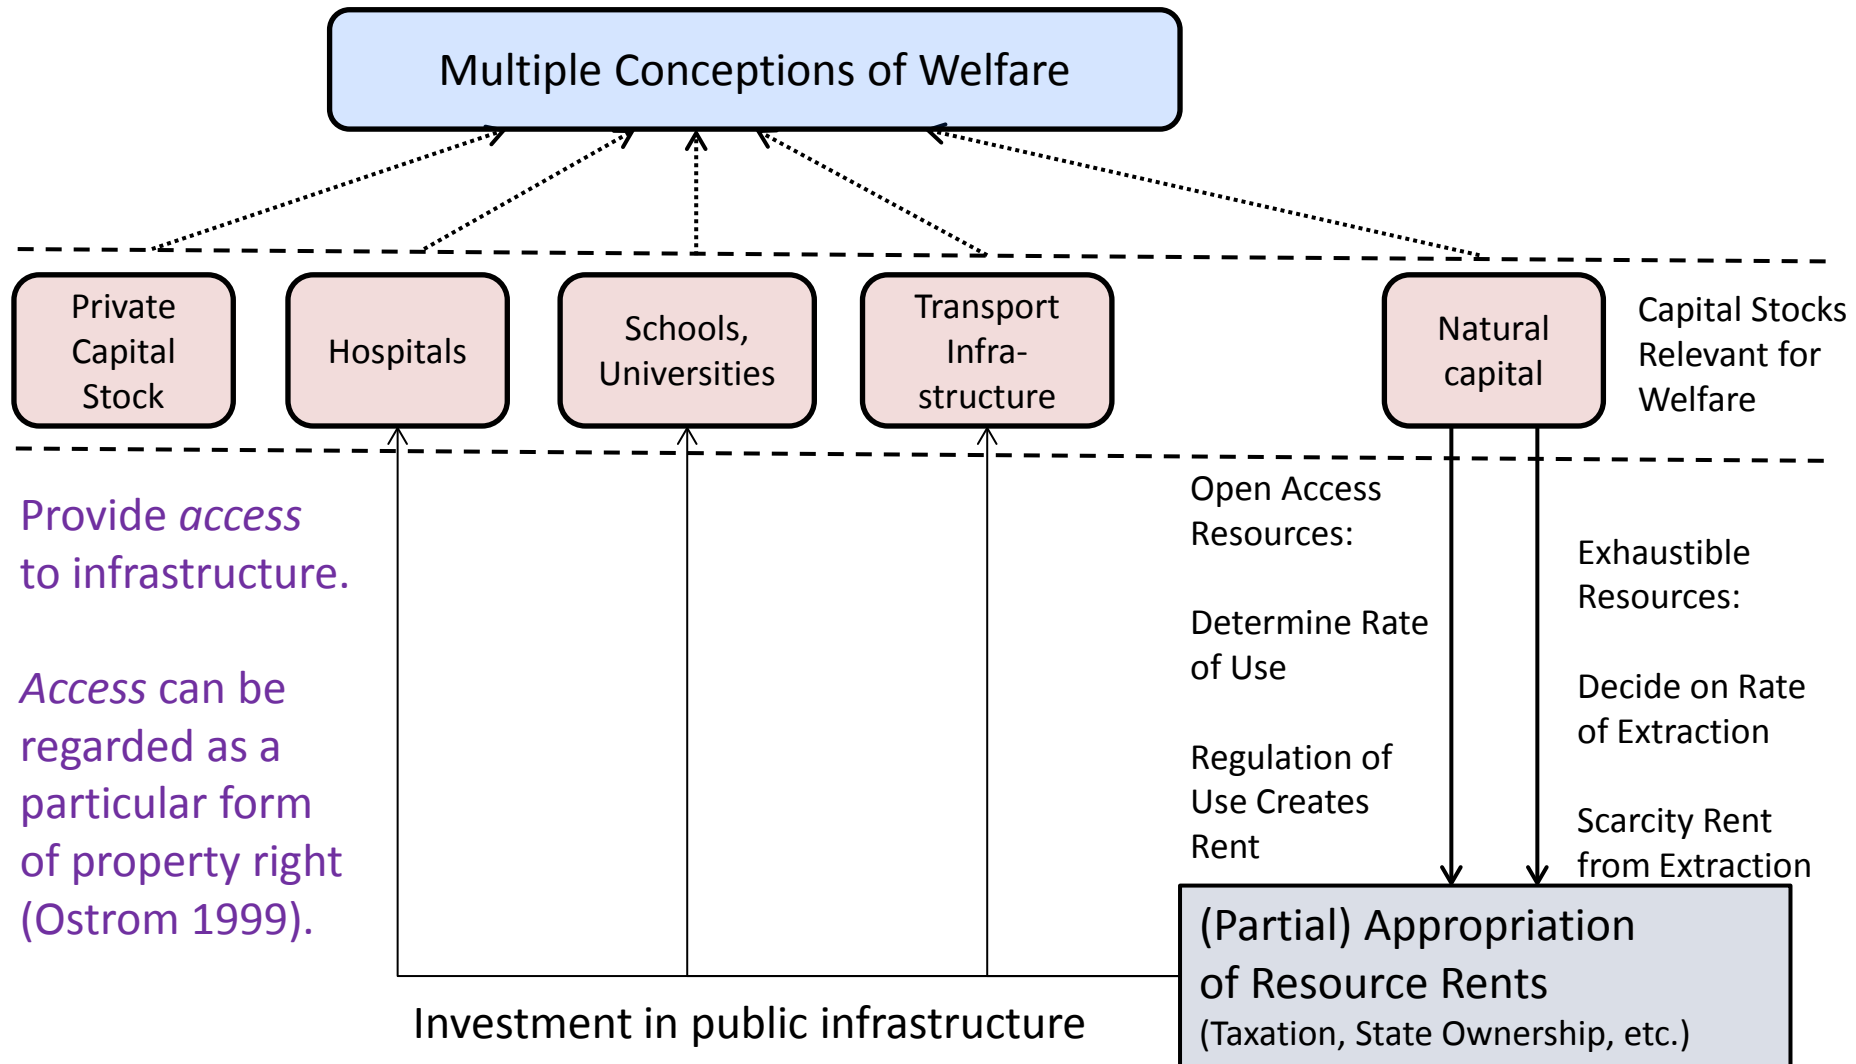 Multiple Conceptions of Welfare
Private
Capital
Stock
Hospitals
Schools,
Universities
Transport
Infra-
structure
Natural
capital
Capital Stocks
Relevant for
Welfare
Provide access
to infrastructure.
Access can be
regarded as a
particular form
of property right
(Ostrom 1999).
Open Access
Resources:
Determine Rate
of Use
Regulation of
Use Creates
Rent
Exhaustible
Resources:
Decide on Rate
of Extraction
Scarcity Rent
from Extraction
(Partial) Appropriation
of Resource Rents
(Taxation, State Ownership, etc.)
Investment in public infrastructure